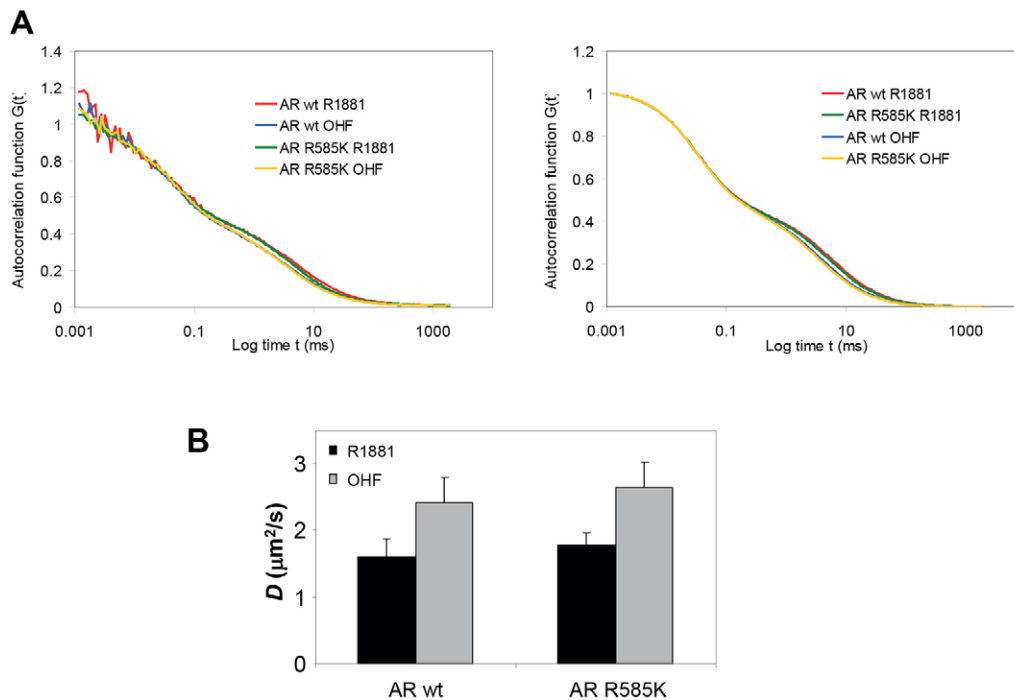 A
Autocorrelation function G(t)
1.4
1.2
1
0.8
0.6
0.4
0.2
0
AR wt R1881
AR wt OHF
AR R585K R1881
AR R585K OHF
0.001
0.1
10
1000
Log time t (ms)
Autocorrelation function G(t)
1.2
1
0.8
0.6
0.4
0.2
0
AR wt R1881
AR R585K R1881
AR wt OHF
AR R585K OHF
0.001
0.1
10
1000
Log time t (ms)
B
D (μm²/s)
3
2
1
0
R1881
OHF
AR wt
AR R585K